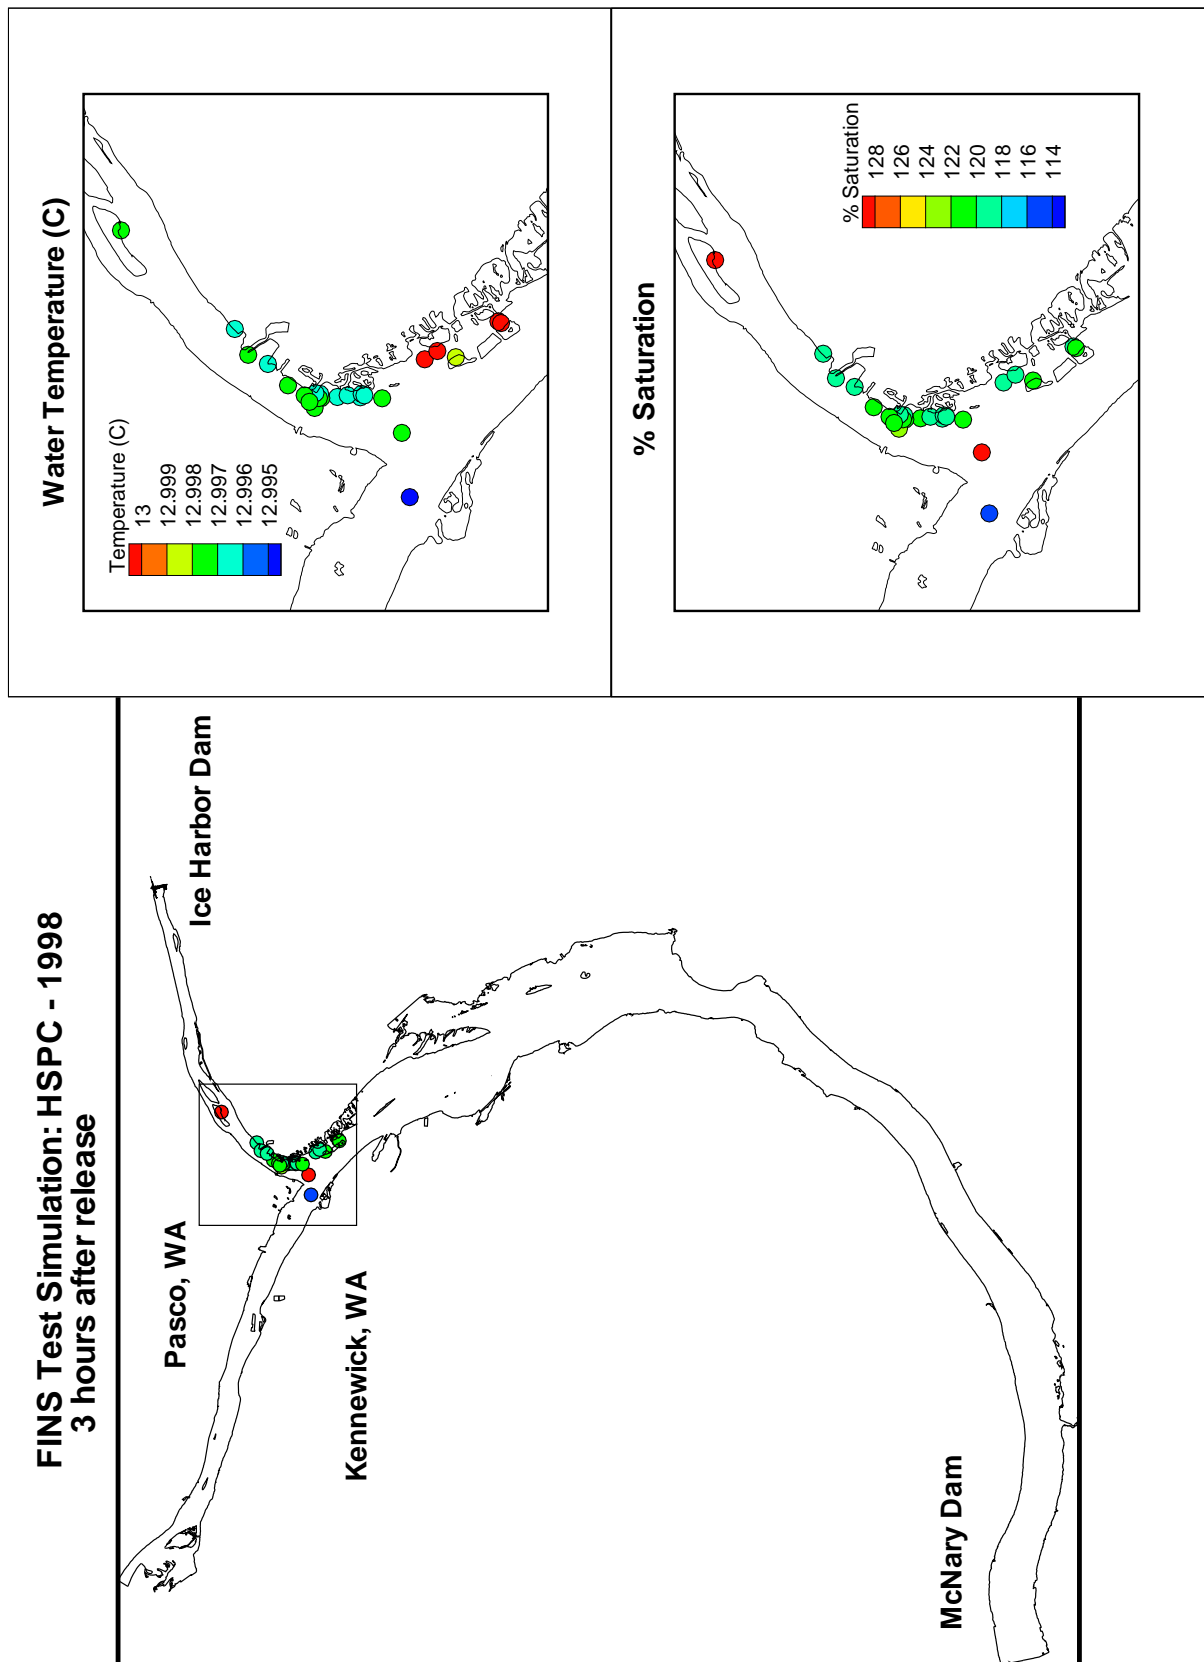 FINS Test Simulation: HSPC - 1998
3 hours after release
Ice Harbor Dam
Pasco, WA
Kennewick, WA
McNary Dam
Water Temperature (C)
Temperature (C)
13
12.999
12.998
12.997
12.996
12.995
% Saturation
% Saturation
128
126
124
122
120
118
116
114